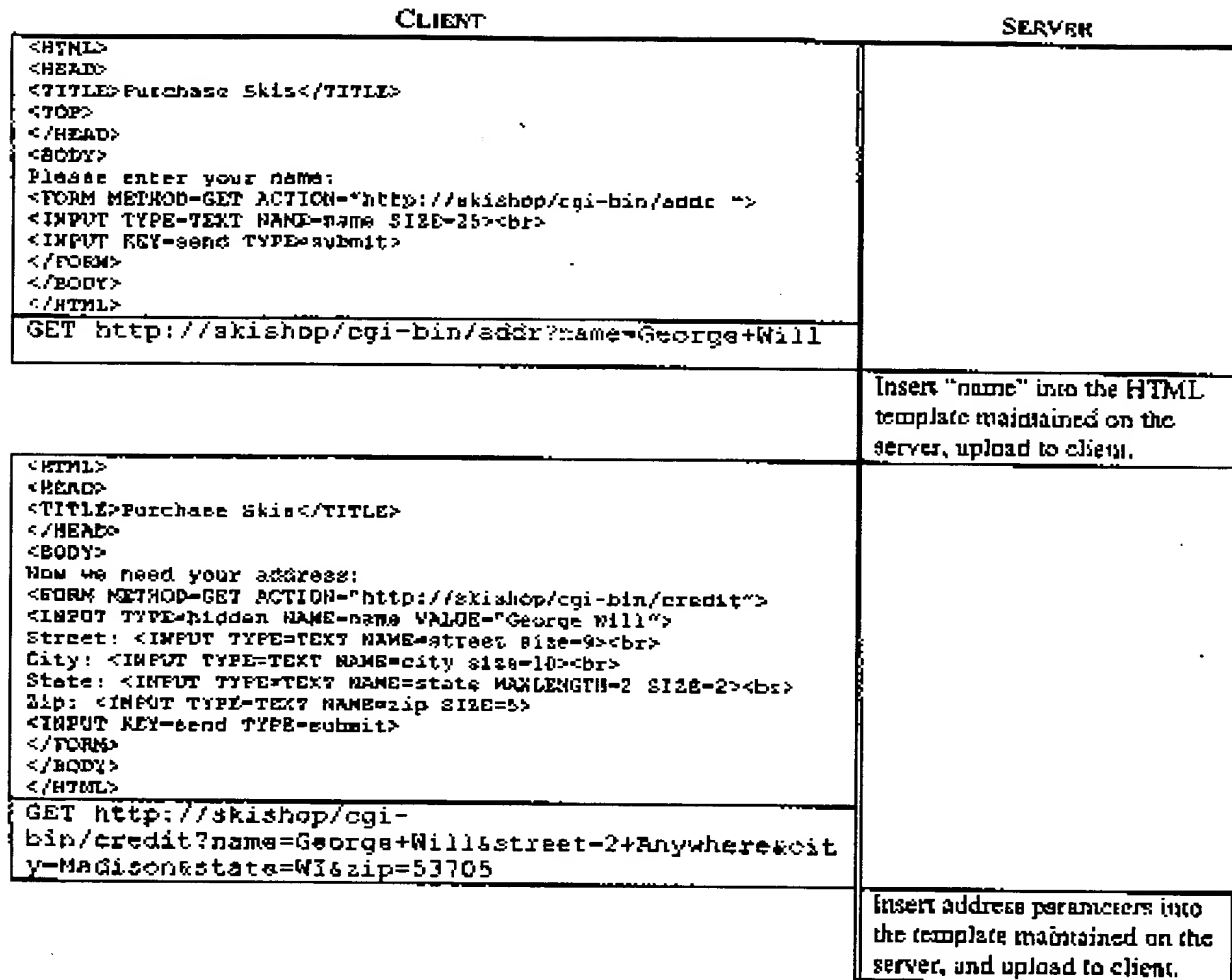 CLIENT
SERVER
<HTML>
<HEAD>
<TITLE>Purchase Skis</TITLE>
<TOP>
</HEAD>
<BODY>
Please enter your name:
<FORM METHOD=GET ACTION="http://skishop/cgi-bin/addr ">
<INPUT TYPE=TEXT NAME=name SIZE=25><br>
<INPUT KEY=send TYPE=submit>
</FORM>
</BODY>
</HTML>
GET http://skishop/cgi-bin/addr?name=George+Will
Insert "name" into the HTML
template maintained on the
server, upload to client.
<HTML>
<HEAD>
<TITLE>Purchase Skis</TITLE>
</HEAD>
<BODY>
Now we need your address:
<FORM METHOD=GET ACTION="http://skishop/cgi-bin/credit">
<INPUT TYPE=hidden NAME=name VALUE="George Will">
Street: <INPUT TYPE=TEXT NAME=street size=9><br>
City: <INPUT TYPE=TEXT NAME=city size=10><br>
State: <INPUT TYPE=TEXT NAME=state MAXLENGTH=2 SIZE=2><br>
Zip: <INPUT TYPE=TEXT NAME=zip SIZE=5>
<INPUT KEY=send TYPE=submit>
</FORM>
</BODY>
</HTML>
GET http://skishop/cgi-
bin/credit?name=George+Will&street=2+Anywhere&cit
y=Madison&state=WI&zip=53705
Insert address parameters into
the template maintained on the
server, and upload to client.